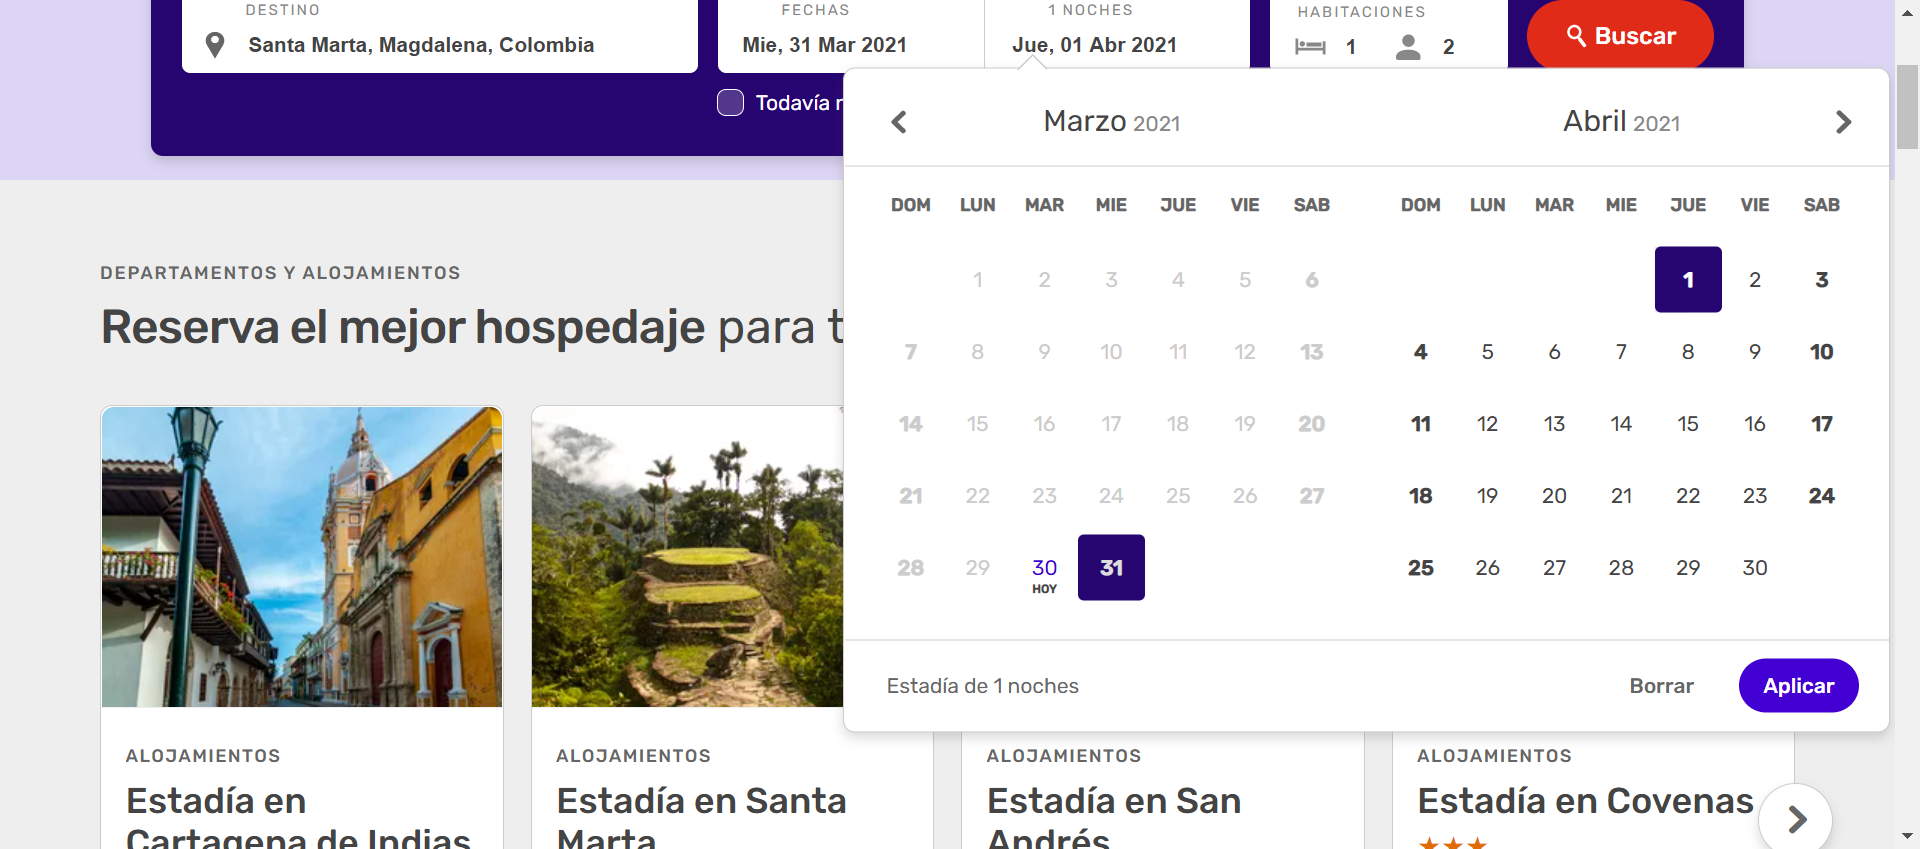 DESTINO
FECHAS
1 NOCHES
HABITACIONES
Santa Marta, Magdalena, Colombia
Mie, 31 Mar 2021
Jue, 01 Abr 2021
1
2
Buscar
Todavía
Marzo 2021
Abril 2021
DOM LUN MAR MIE JUE VIE SAB
1 2 3 4 5 6
7 8 9 10 11 12 13
14 15 16 17 18 19 20
21 22 23 24 25 26 27
28 29 30 31
HOY
DOM LUN MAR MIE JUE VIE SAB
1 2 3
4 5 6 7 8 9 10
11 12 13 14 15 16 17
18 19 20 21 22 23 24
25 26 27 28 29 30
Estadía de 1 noches
Borrar
Aplicar
DEPARTAMENTOS Y ALOJAMIENTOS
Reserva el mejor hospedaje para
ALOJAMIENTOS
Estadía en
Cartagena de Indias
ALOJAMIENTOS
Estadía en Santa
Marta
ALOJAMIENTOS
Estadía en San
Andrés
ALOJAMIENTOS
Estadía en Covenas